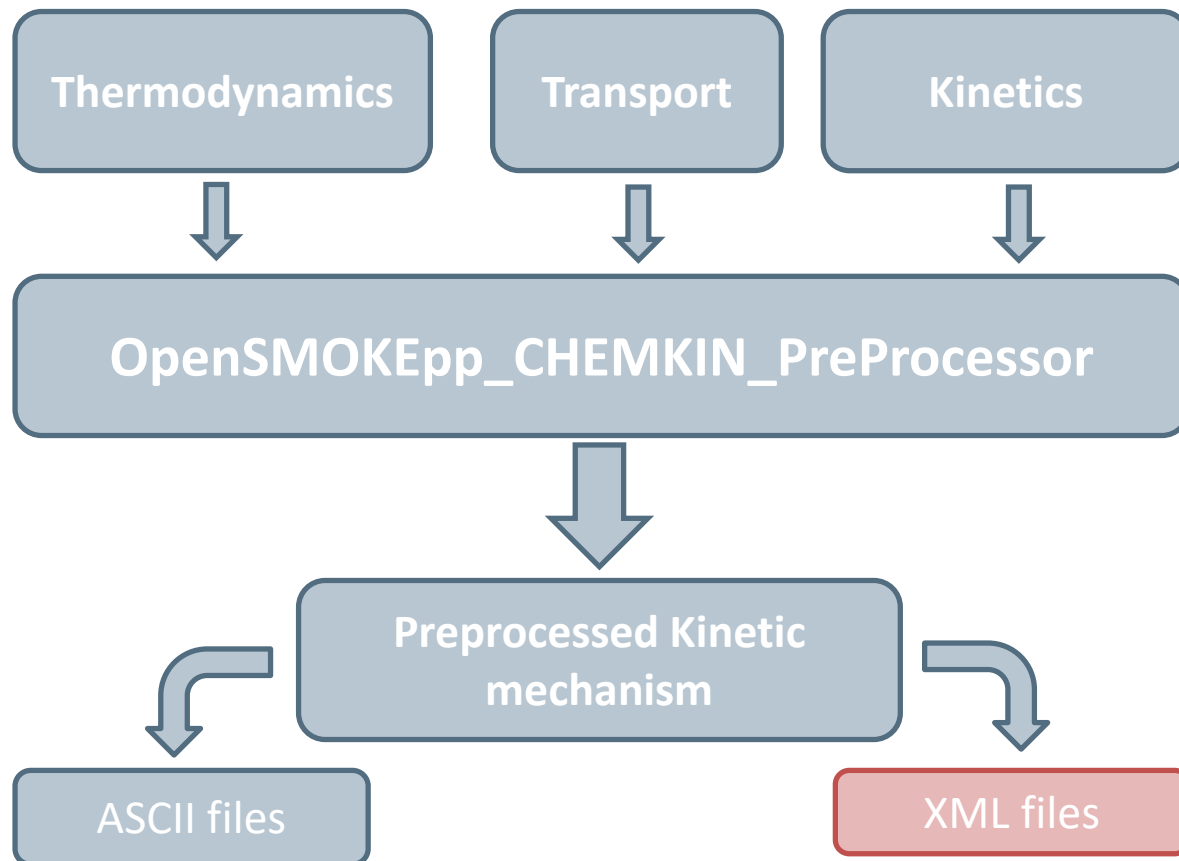 Thermodynamics
Transport
Kinetics
OpenSMOKEpp_CHEMKIN_PreProcessor
Preprocessed Kinetic
mechanism
ASCII files
XML files